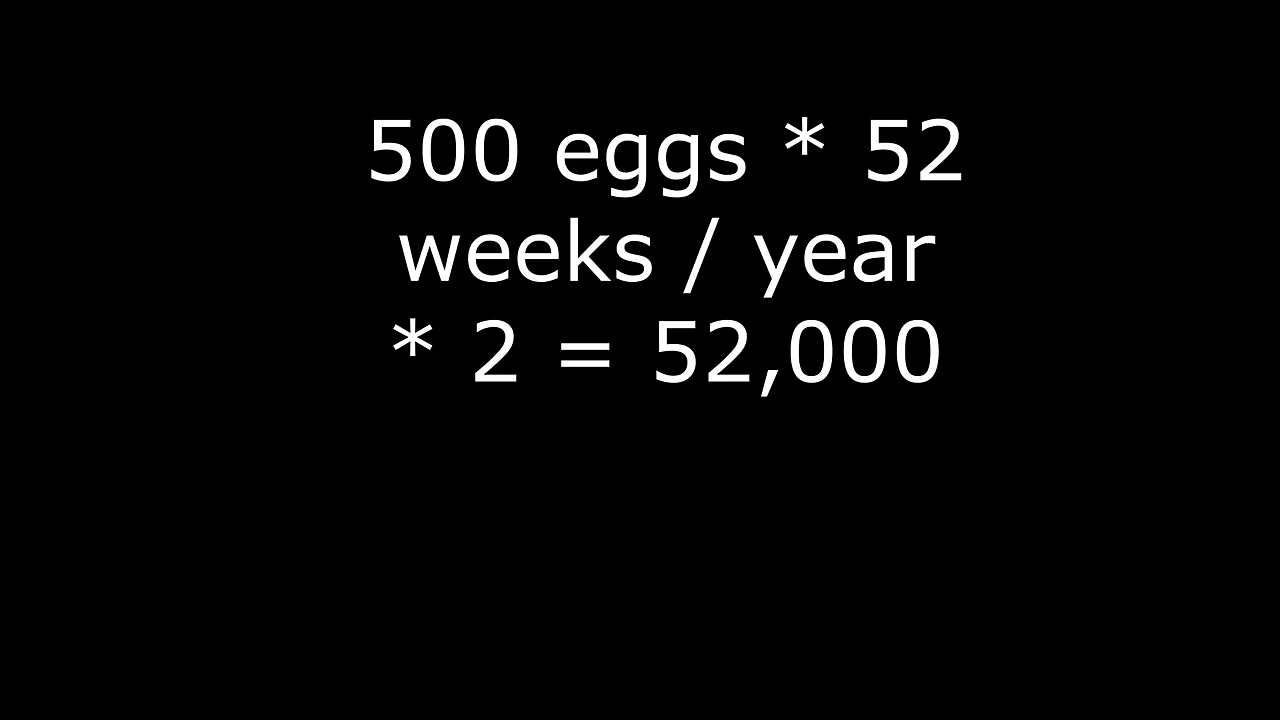 500 eggs * 52
weeks / year
* 2 = 52,000